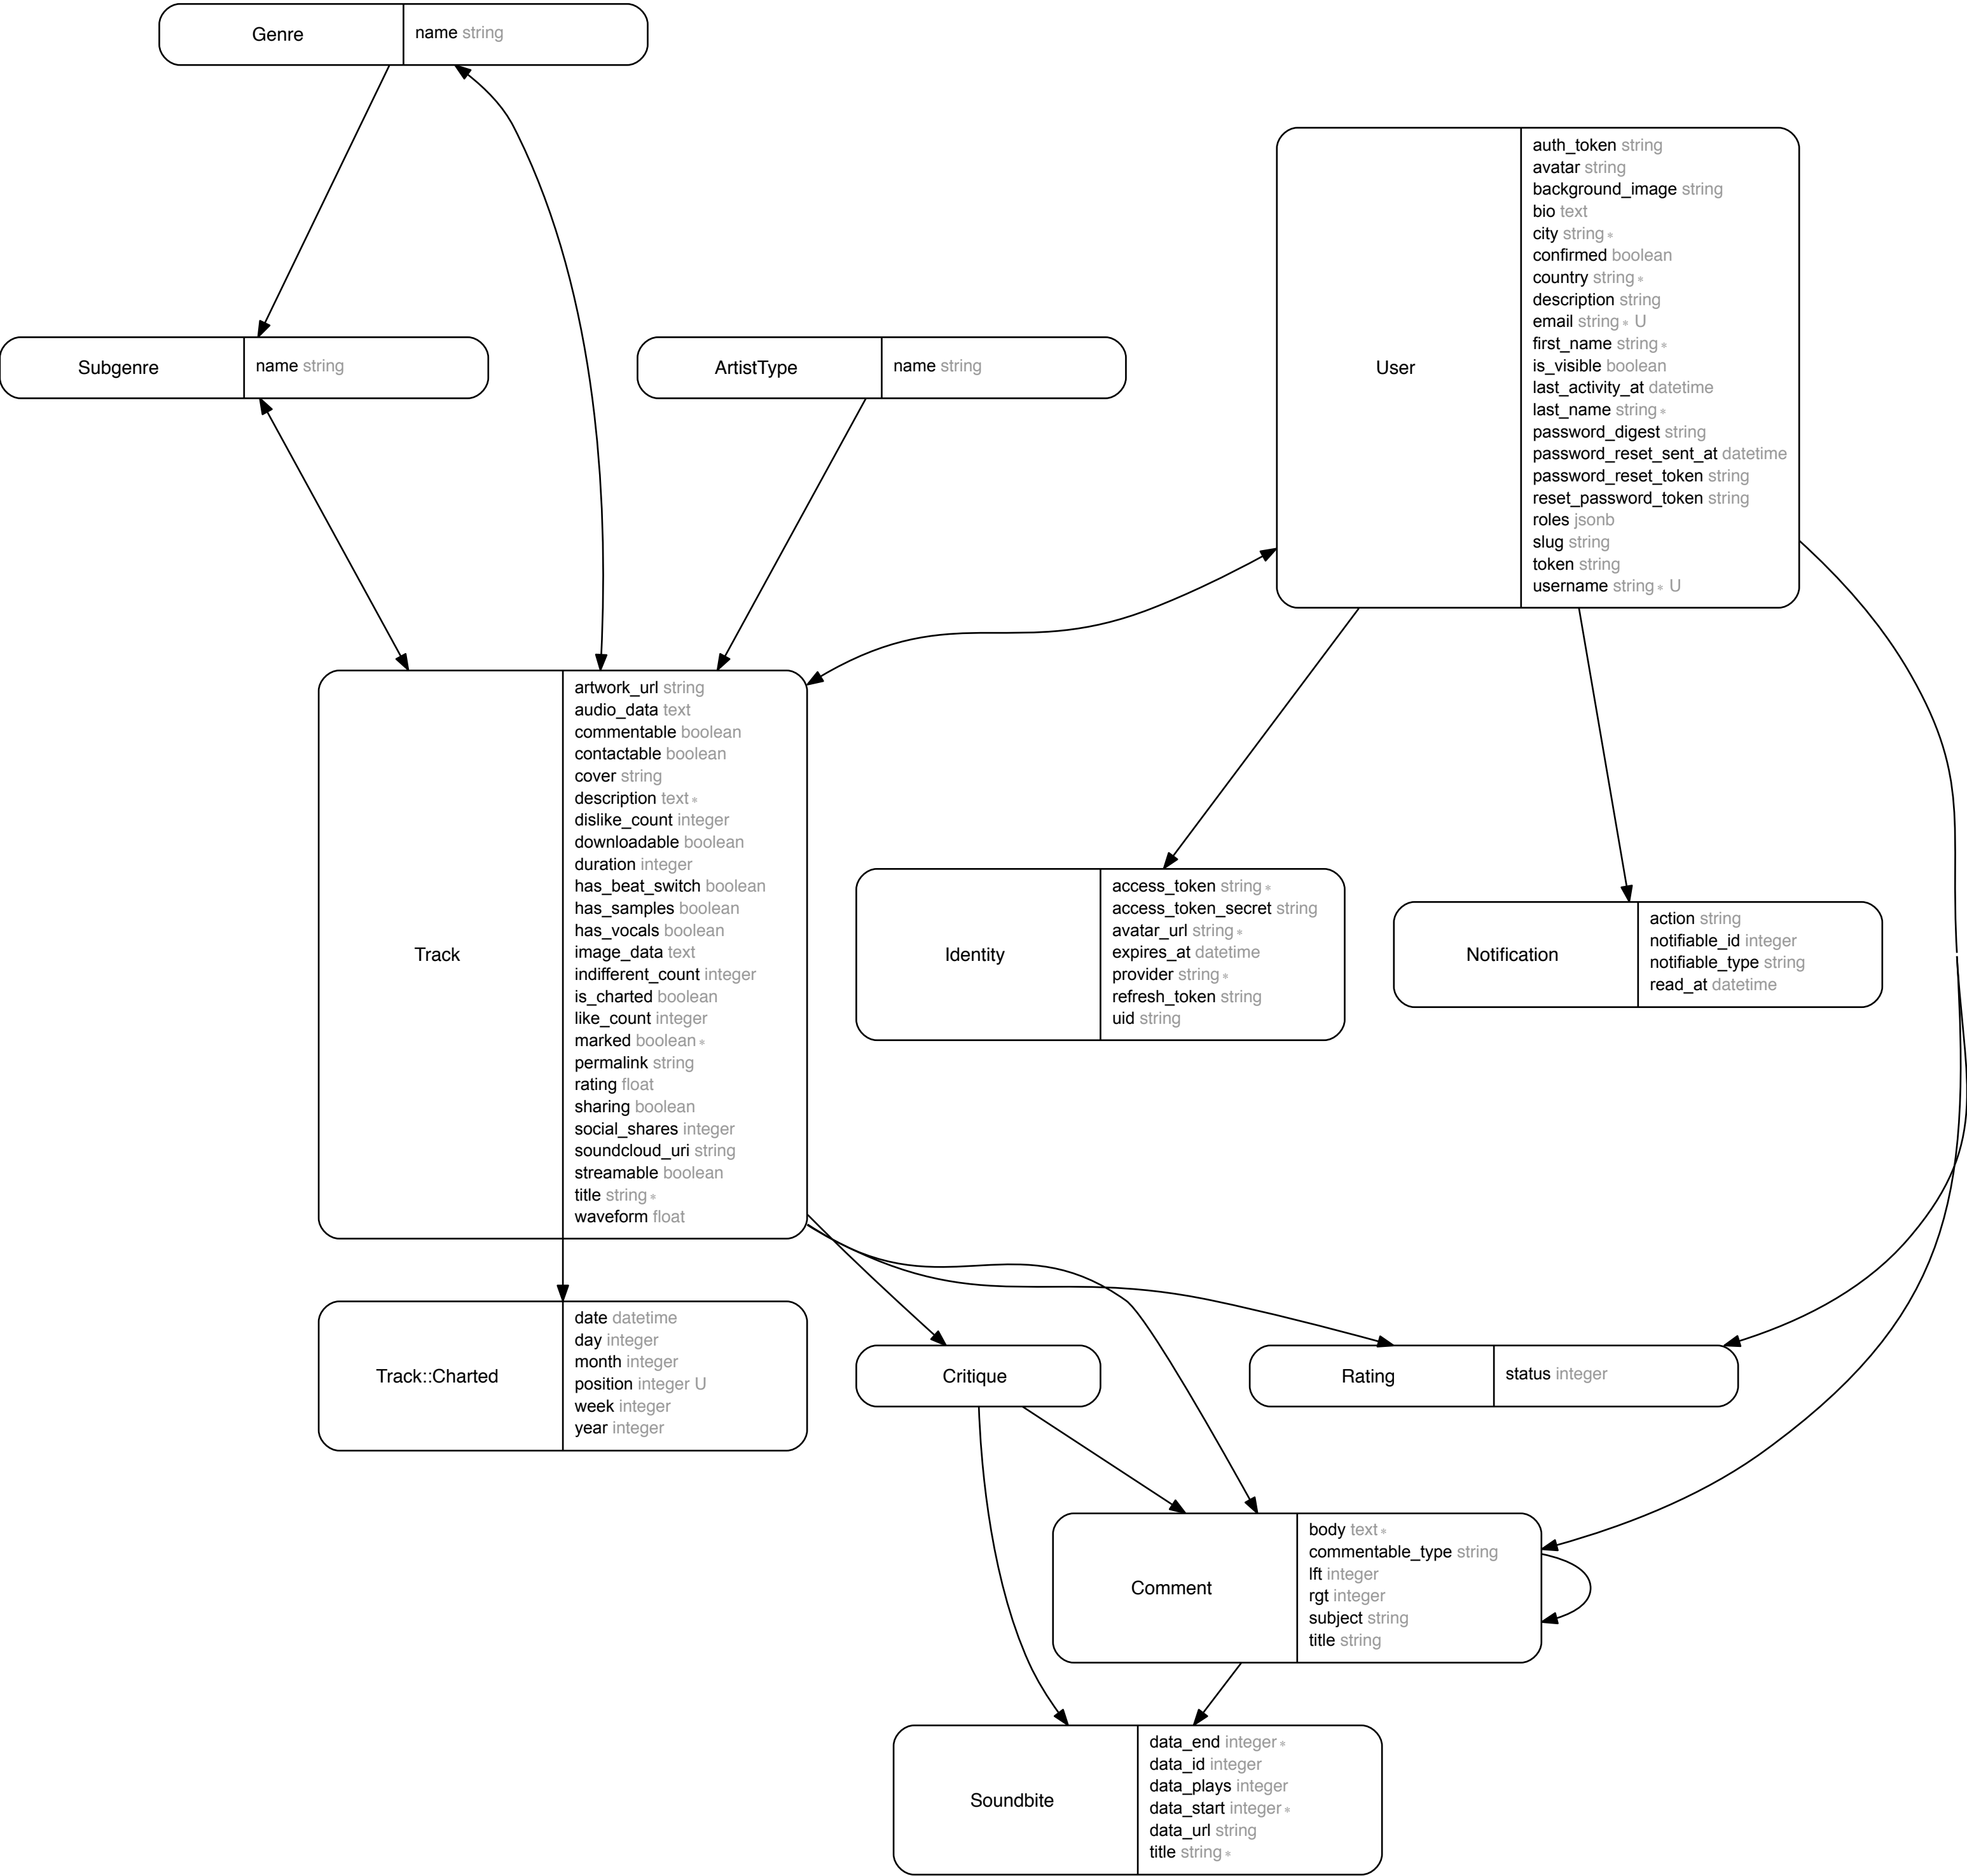 Genre
name string
User
auth_token string
avatar string
background_image string
bio text
city string *
confirmed boolean
country string *
description string
email string * U
first_name string *
is_visible boolean
last_activity_at datetime
last_name string *
password_digest string
password_reset_sent_at datetime
password_reset_token string
reset_password_token string
roles jsonb
slug string
token string
username string * U
Subgenre
name string
ArtistType
name string
Track
artwork_url string
audio_data text
commentable boolean
contactable boolean
cover string
description text *
dislike_count integer
downloadable boolean
duration integer
has_beat_switch boolean
has_samples boolean
has_vocals boolean
image_data text
indifferent_count integer
is_charted boolean
like_count integer
marked boolean *
permalink string
rating float
sharing boolean
social_shares integer
soundcloud_uri string
streamable boolean
title string *
waveform float
Identity
access_token string *
access_token_secret string
avatar_url string *
expires_at datetime
provider string *
refresh_token string
uid string
Notification
action string
notifiable_id integer
notifiable_type string
read_at datetime
Track::Charted
date datetime
day integer
month integer
position integer U
week integer
year integer
Critique
Rating
status integer
Comment
body text *
commentable_type string
lft integer
rgt integer
subject string
title string
Soundbite
data_end integer *
data_id integer
data_plays integer
data_start integer *
data_url string
title string *